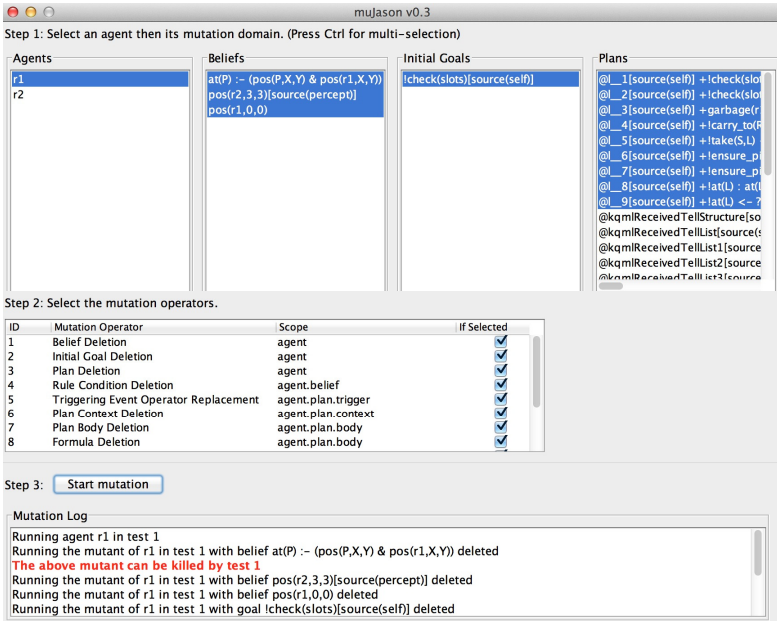 muJason v0.3
Step 1: Select an agent then its mutation domain. (Press Ctrl for multi-selection)
Agents
r1
r2
Beliefs
at(P) :- (pos(P,X,Y) & pos(r1,X,Y))
pos(r2,3,3)[source(percept)]
pos(r1,0,0)
Initial Goals
!check(slots)[source(self)]
Plans
@l__1[source(self)] +!check(slot
@l__2[source(self)] +!check(slot
@l__3[source(self)] +garbage(r
@l__4[source(self)] +!carry_to(R
@l__5[source(self)] +!take(S,L) :
@l__6[source(self)] +!ensure_pi
@l__7[source(self)] +!ensure_pi
@l__8[source(self)] +!at(L) : at(L
@l__9[source(self)] +!at(L) <- ?
@kqmlReceivedTellStructure[so
@kqmlReceivedTellList[source(s
@kqmlReceivedTellList1[source
@kqmlReceivedTellList2[source
@kqmlReceivedTellList3[source
Step 2: Select the mutation operators.
ID Mutation Operator Scope If Selected
1 Belief Deletion agent
2 Initial Goal Deletion agent
3 Plan Deletion agent
4 Rule Condition Deletion agent.belief
5 Triggering Event Operator Replacement agent.plan.trigger
6 Plan Context Deletion agent.plan.context
7 Plan Body Deletion agent.plan.body
8 Formula Deletion agent.plan.body
Step 3: Start mutation
Mutation Log
Running agent r1 in test 1
Running the mutant of r1 in test 1 with belief at(P) :- (pos(P,X,Y) & pos(r1,X,Y)) deleted
The above mutant can be killed by test 1
Running the mutant of r1 in test 1 with belief pos(r2,3,3)[source(percept)] deleted
Running the mutant of r1 in test 1 with belief pos(r1,0,0) deleted
Running the mutant of r1 in test 1 with goal !check(slots)[source(self)] deleted